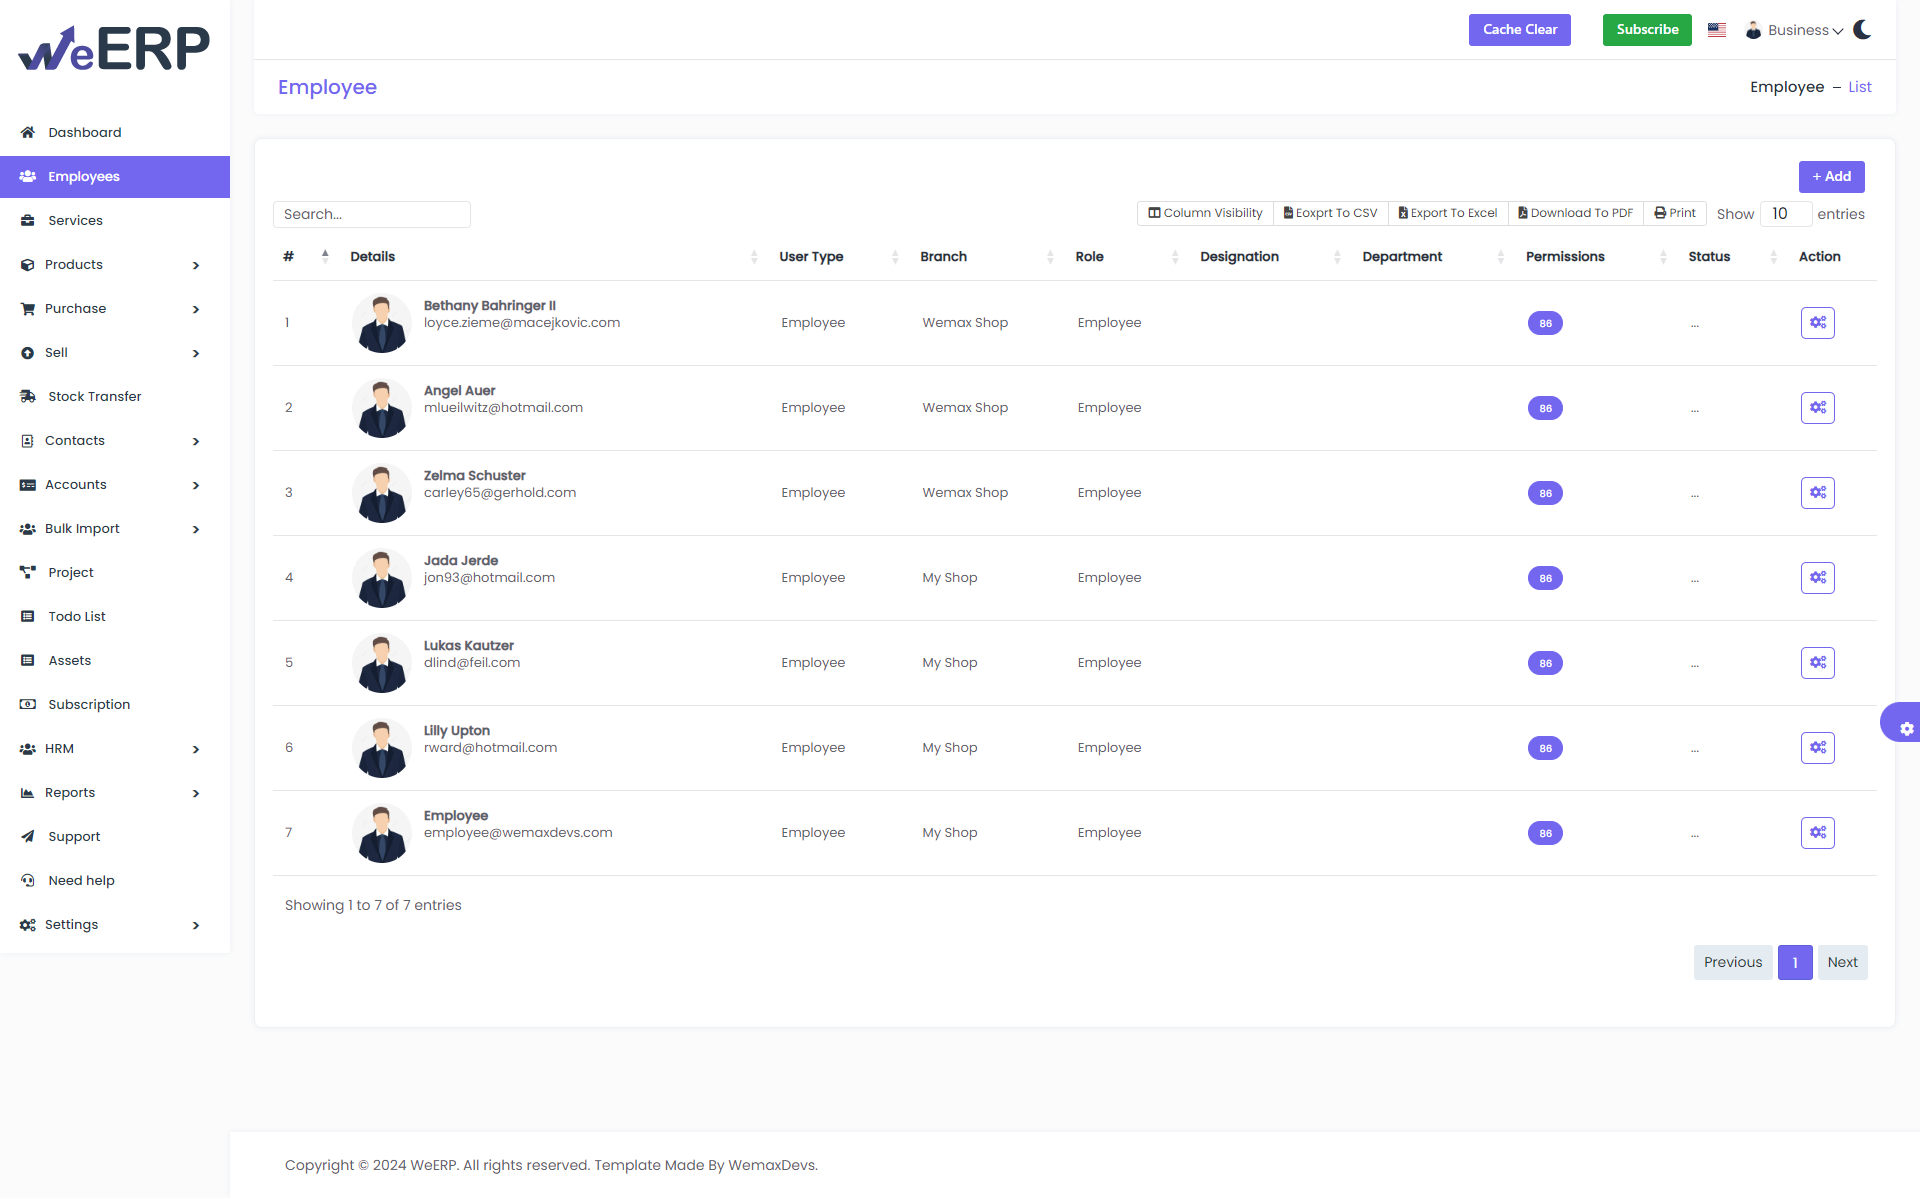 WeERP
Cache Clear
Subscribe
Business
Employee
Employee – List
Dashboard
Employees
Services
Products
Purchase
Sell
Stock Transfer
Contacts
Accounts
Bulk Import
Project
Todo List
Assets
Subscription
HRM
Reports
Support
Need help
Settings
+ Add
Search...
Column Visibility
Eoxprt To CSV
Export To Excel
Download To PDF
Print
Show 10 entries
# Details User Type Branch Role Designation Department Permissions Status Action
Bethany Bahringer II
1 loyce.zieme@macejkovic.com Employee Wemax Shop Employee 86 ...
Angel Auer
2 mlueilwitz@hotmail.com Employee Wemax Shop Employee 86 ...
Zelma Schuster
3 carley65@gerhold.com Employee Wemax Shop Employee 86 ...
Jada Jerde
4 jon93@hotmail.com Employee My Shop Employee 86 ...
Lukas Kautzer
5 dlind@feil.com Employee My Shop Employee 86 ...
Lilly Upton
6 rward@hotmail.com Employee My Shop Employee 86 ...
Employee
7 employee@wemaxdevs.com Employee My Shop Employee 86 ...
Showing 1 to 7 of 7 entries
Previous 1 Next
Copyright © 2024 WeERP. All rights reserved. Template Made By WemaxDevs.